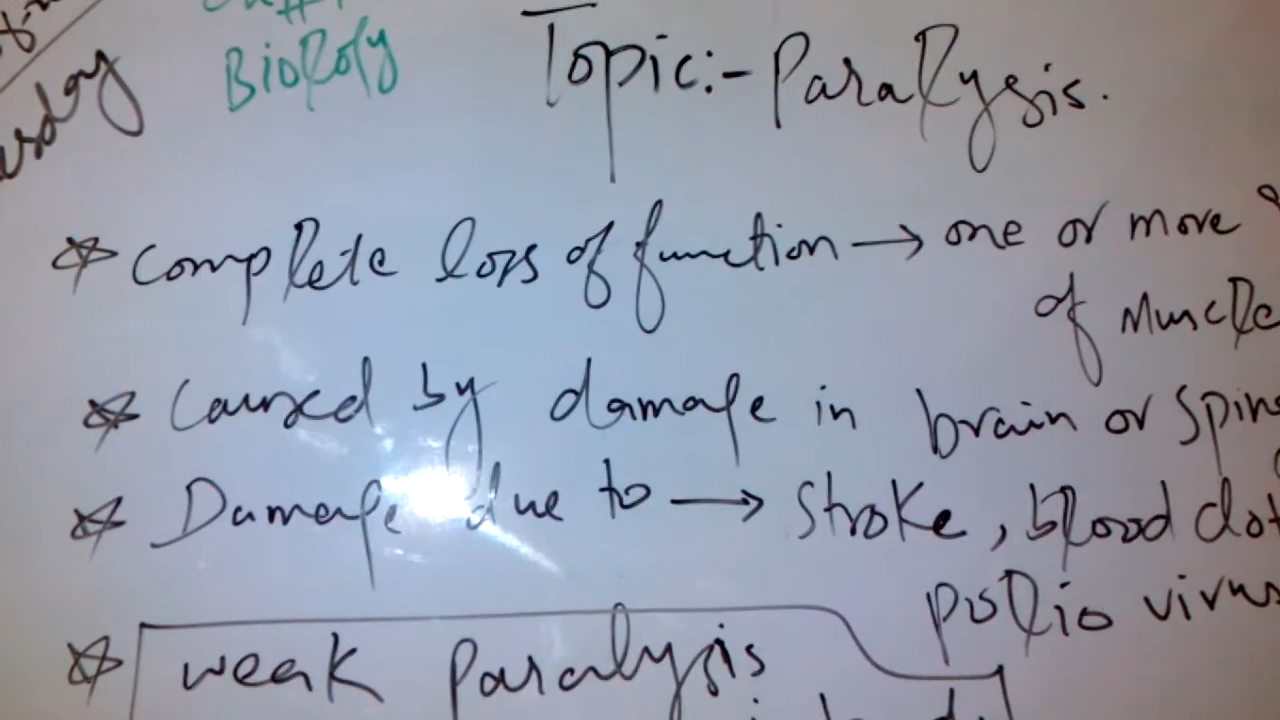 Biology
Topic:- Paralysis.
* Complete loss of function → one or more
of Muscle
* Caused by damage in brain or Spin
* Damage due to → Stroke, blood clot
polio virus
* weak paralysis